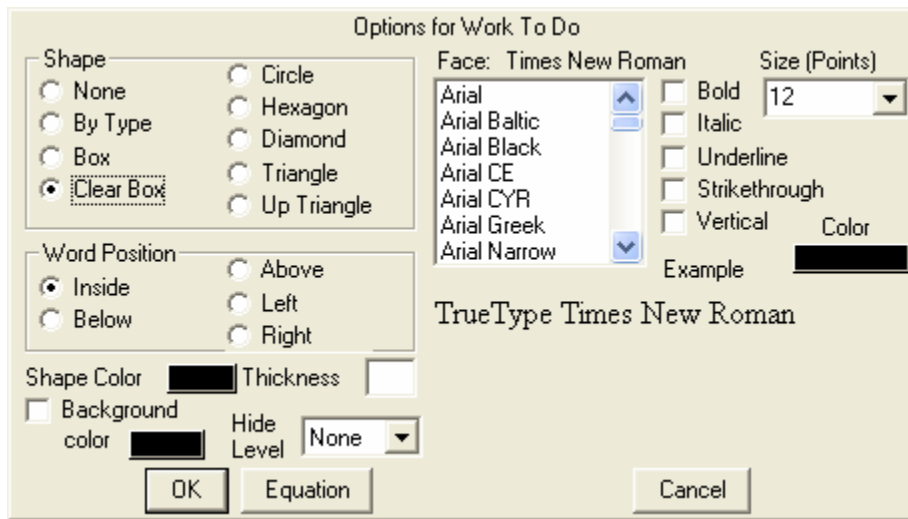 Options for Work To Do
Shape
None
By Type
Box
Clear Box
Circle
Hexagon
Diamond
Triangle
Up Triangle
Word Position
Inside
Below
Above
Left
Right
Shape Color
Thickness
Background
color
Hide
Level
None
Face: Times New Roman
Arial
Arial Baltic
Arial Black
Arial CE
Arial CYR
Arial Greek
Arial Narrow
Bold
Italic
Underline
Strikethrough
Vertical
Size (Points)
12
Color
Example
TrueType Times New Roman
OK
Equation
Cancel